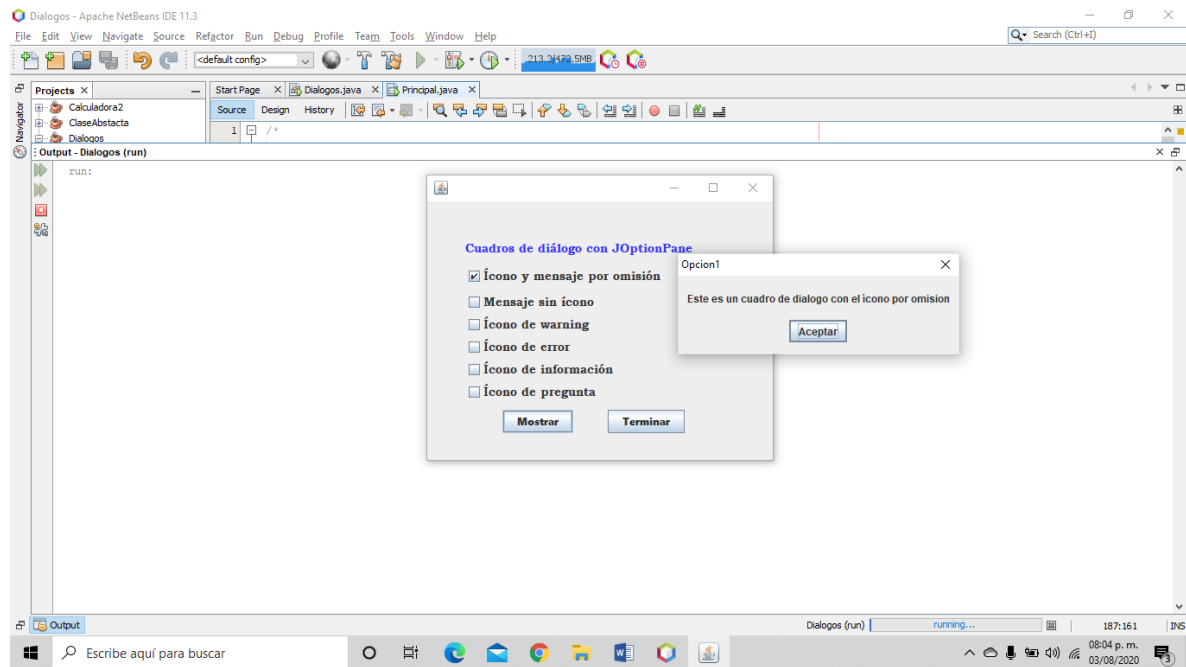 Dialogos - Apache NetBeans IDE 11.3
File Edit View Navigate Source Refactor Run Debug Profile Team Tools Window Help
Search (Ctrl+I)
<default config>
213.2/472.5MB
Projects
Start Page
Dialogos.java
Principal.java
Navigator
Calculadora2
ClaseAbstacta
Dialogos
Source Design History
1 /*
Output - Dialogos (run)
run:
Cuadros de diálogo con JOptionPane
Ícono y mensaje por omisión
Mensaje sin ícono
Ícono de warning
Ícono de error
Ícono de información
Ícono de pregunta
Mostrar
Terminar
Opcion1
Este es un cuadro de dialogo con el icono por omision
Aceptar
Output
Dialogos (run)
running...
187:161
INS
Escribe aquí para buscar
08:04 p. m.
03/08/2020
3